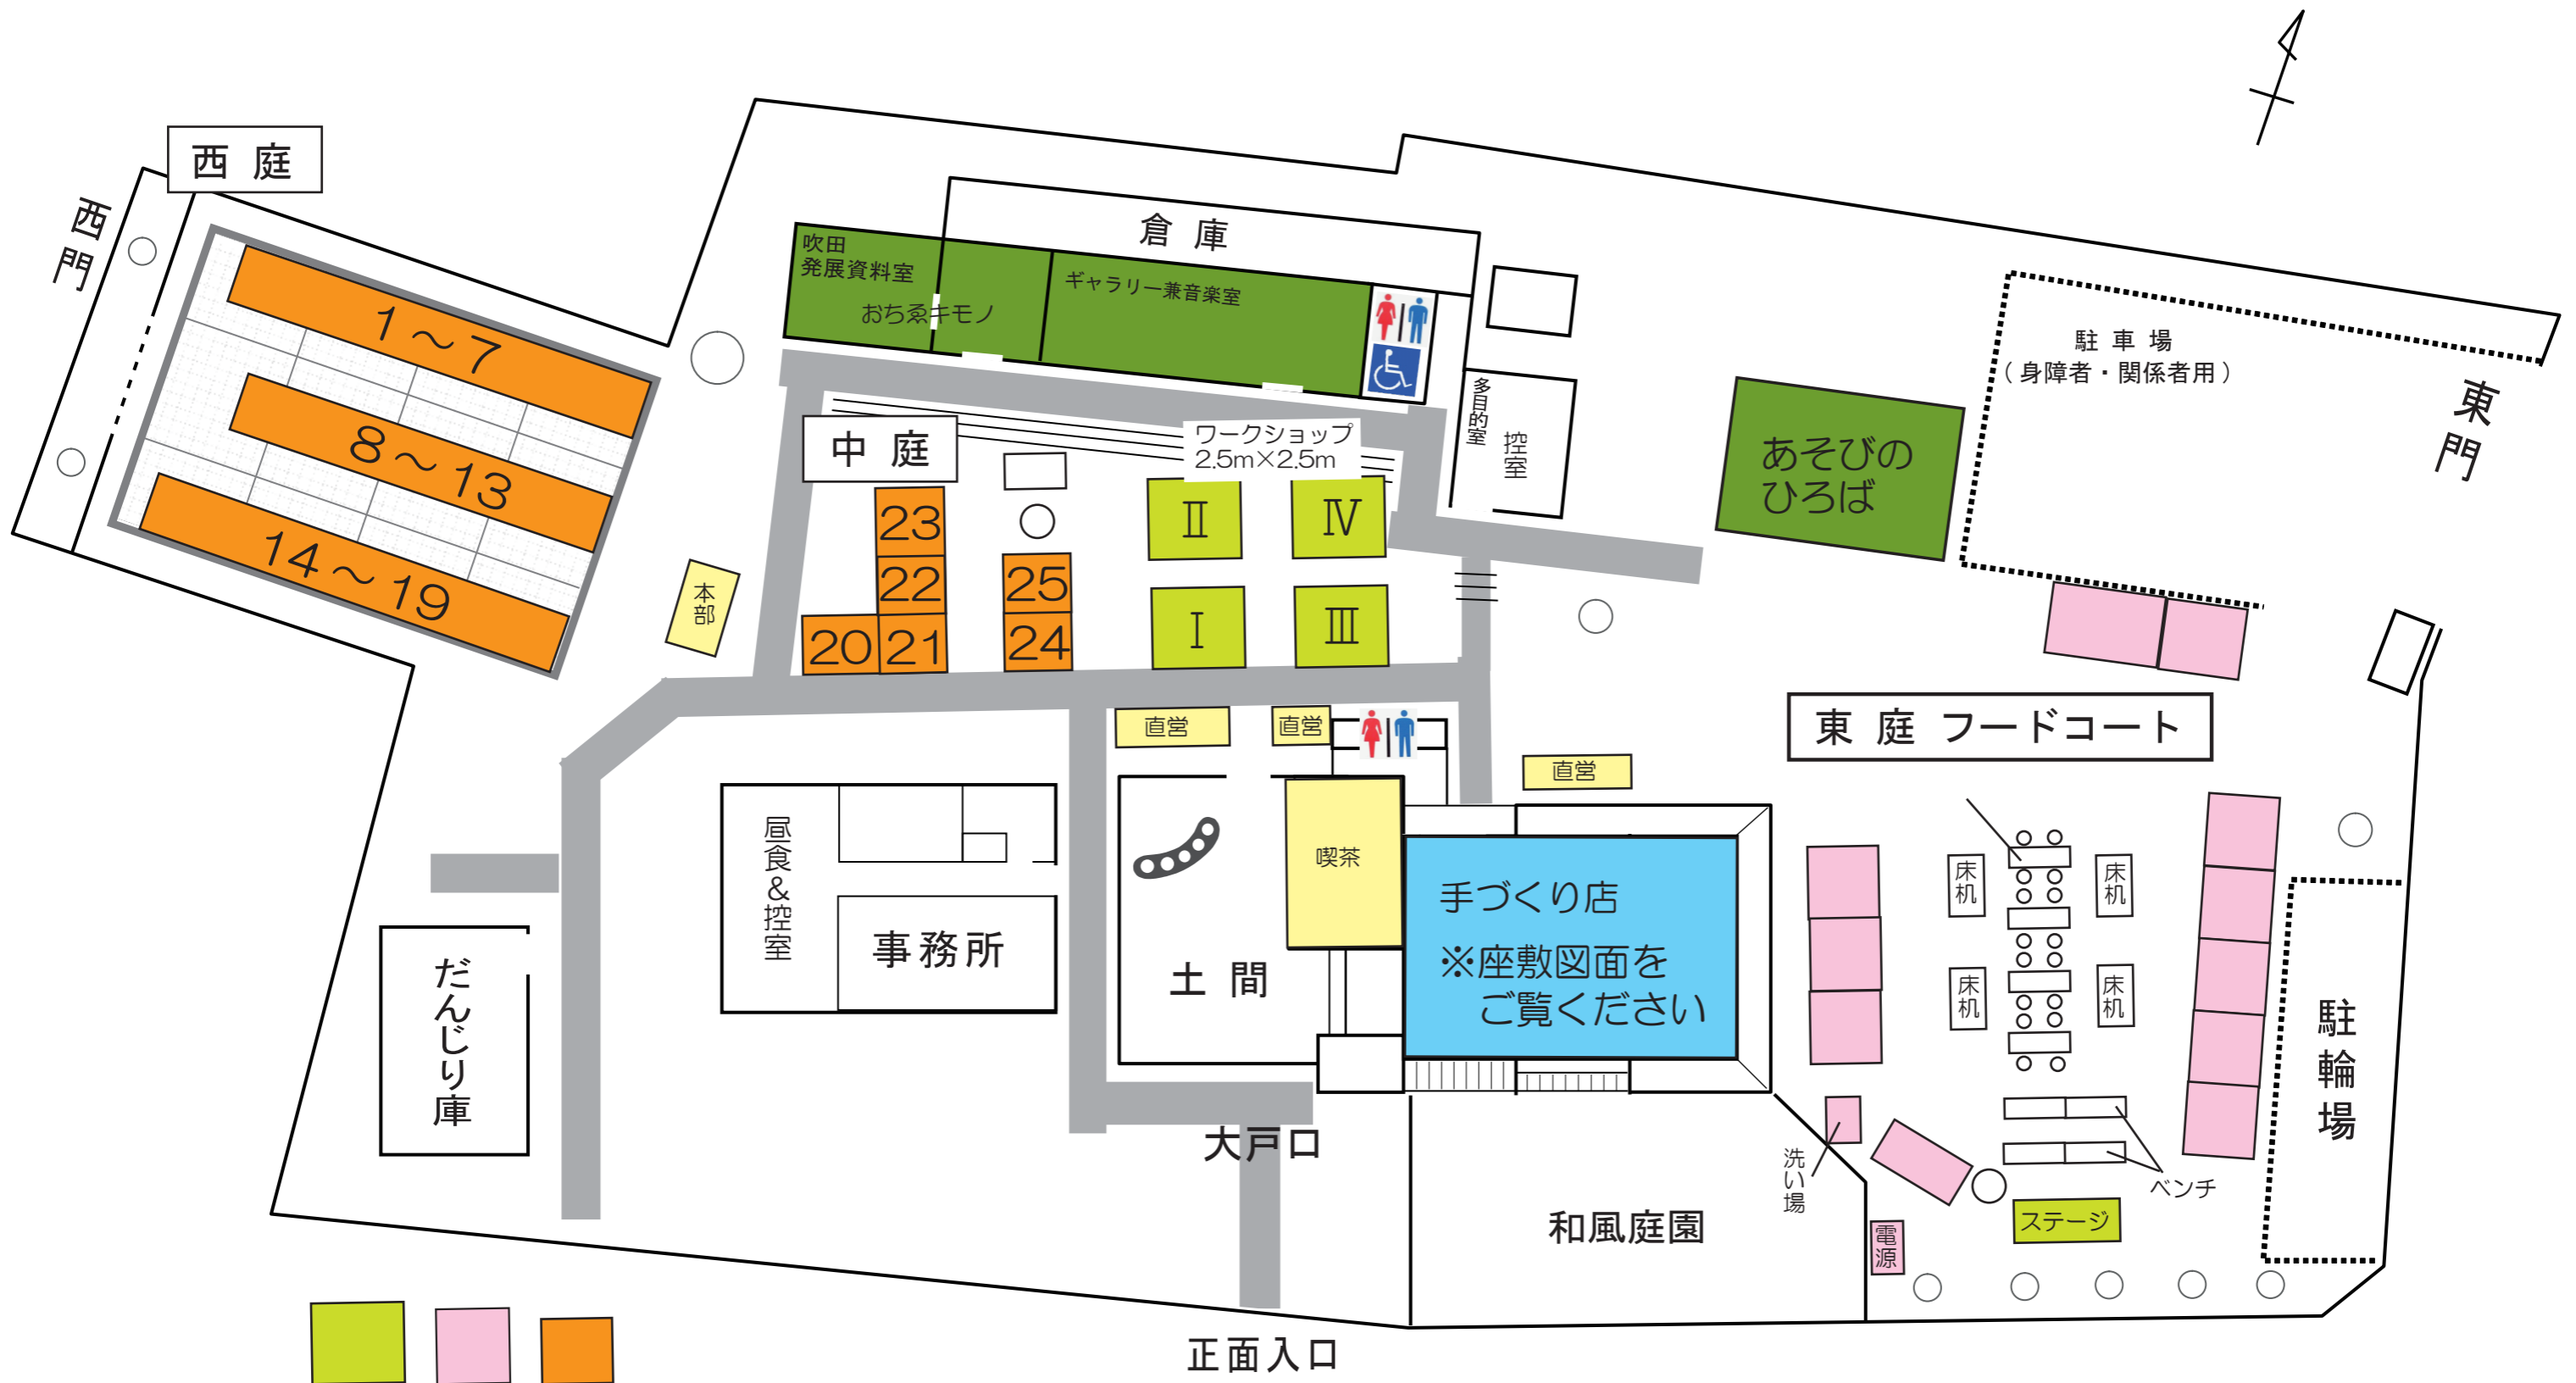 西 庭
西門
1～7
8～13
14～19
本部
倉 庫
吹田
発展資料室
おちゑキモノ
ギャラリー兼音楽室
中 庭
ワークショップ
2.5m×2.5m
多目的室
控室
23
22
20
21
25
24
Ⅱ
Ⅳ
Ⅰ
Ⅲ
あそびの
ひろば
駐 車 場
（身障者・関係者用）
東門
東 庭 フードコート
直営
直営
直営
昼食&控室
事務所
喫茶
土 間
手づくり店
※座敷図面を
ご覧ください
だんじり庫
大戸口
床机
床机
床机
床机
駐輪場
洗い場
ベンチ
ステージ
電源
和風庭園
正面入口